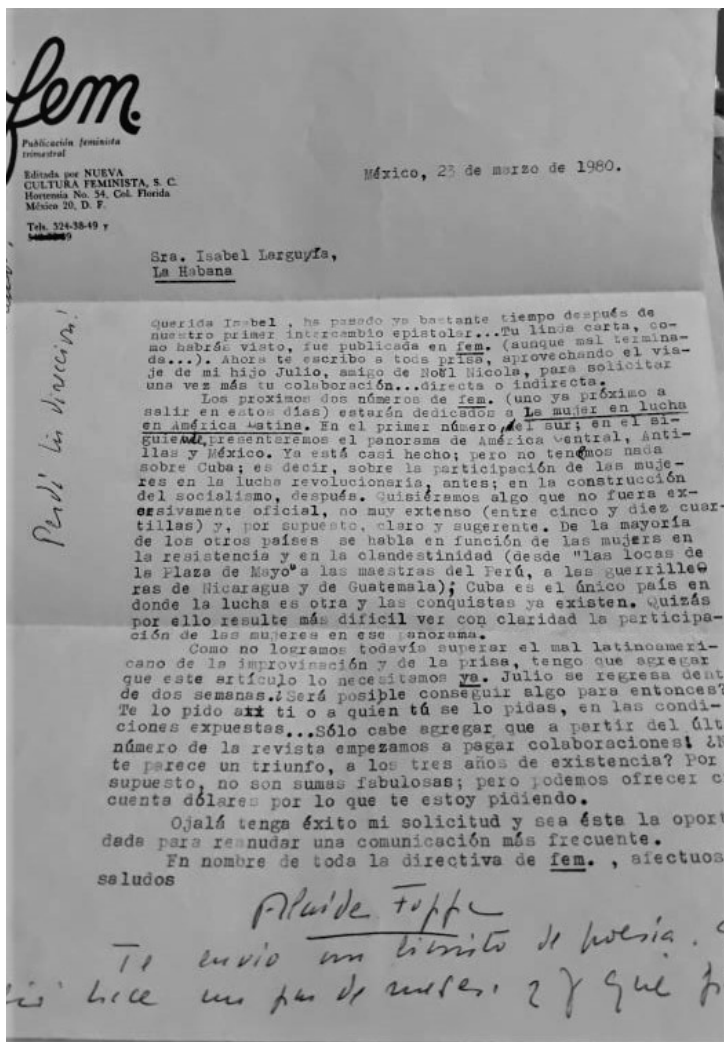 fem.
Publicación feminista
trimestral
Editada por NUEVA
CULTURA FEMINISTA, S. C.
Hortensia No. 54, Col. Florida
México 20, D. F.
Tels. 524-38-49 y
México, 23 de marzo de 1980.
Sra. Isabel Larguyía,
La Habana
Perdí tu dirección!
Querida Isabel , ha pasado ya bastante tiempo después de
nuestro primer intercambio epistolar...Tu linda carta, co-
mo habrás visto, fue publicada en fem. (aunque mal termina-
da...). Ahora te escribo a toda prisa, aprovechando el via-
je de mi hijo Julio, amigo de Noël Nicola, para solicitar
una vez más tu colaboración...directa o indirecta.
Los proximos dos números de fem. (uno ya próximo a
salir en estos días) estarán dedicados a La mujer en lucha
en América Latina. En el primer número, del sur; en el si-
guiente, presentaremos el panorama de América Central, Anti-
llas y México. Ya está casi hecho; pero no tenemos nada
sobre Cuba; es decir, sobre la participación de las muje-
res en la lucha revolucionaria, antes; en la construcción
del socialismo, después. Quisiéramos algo que no fuera ex-
cesivamente oficial, no muy extenso (entre cinco y diez cuar-
tillas) y, por supuesto, claro y sugerente. De la mayoría
de los otros países se habla en función de las mujers en
la resistencia y en la clandestinidad (desde "las locas de
la Plaza de Mayo" a las maestras del Perú, a las guerrille
ras de Nicaragua y de Guatemala); Cuba es el único país en
donde la lucha es otra y las conquistas ya existen. Quizás
por ello resulte más difícil ver con claridad la participa-
ción de las mujeres en ese panorama.
Como no logramos todavía superar el mal latinoameri-
cano de la improvinación y de la prisa, tengo que agregar
que este artículo lo necesitamos ya. Julio se regresa dent
de dos semanas.¿Será posible conseguir algo para entonces?
Te lo pido a ti o a quien tú se lo pidas, en las condi-
ciones expuestas...Sólo cabe agregar que a partir del últ
número de la revista empezamos a pagar colaboraciones! ¿N
te parece un triunfo, a los tres años de existencia? Por
supuesto, no son sumas fabulosas; pero podemos ofrecer c
cuenta dólares por lo que te estoy pidiendo.
Ojalá tenga éxito mi solicitud y sea ésta la oport
dada para reanudar una comunicación más frecuente.
En nombre de toda la directiva de fem. , afectuos
saludos
Alaíde Foppa
Te envío un librito de poesía.
hace un par de meses. ¿Y qué